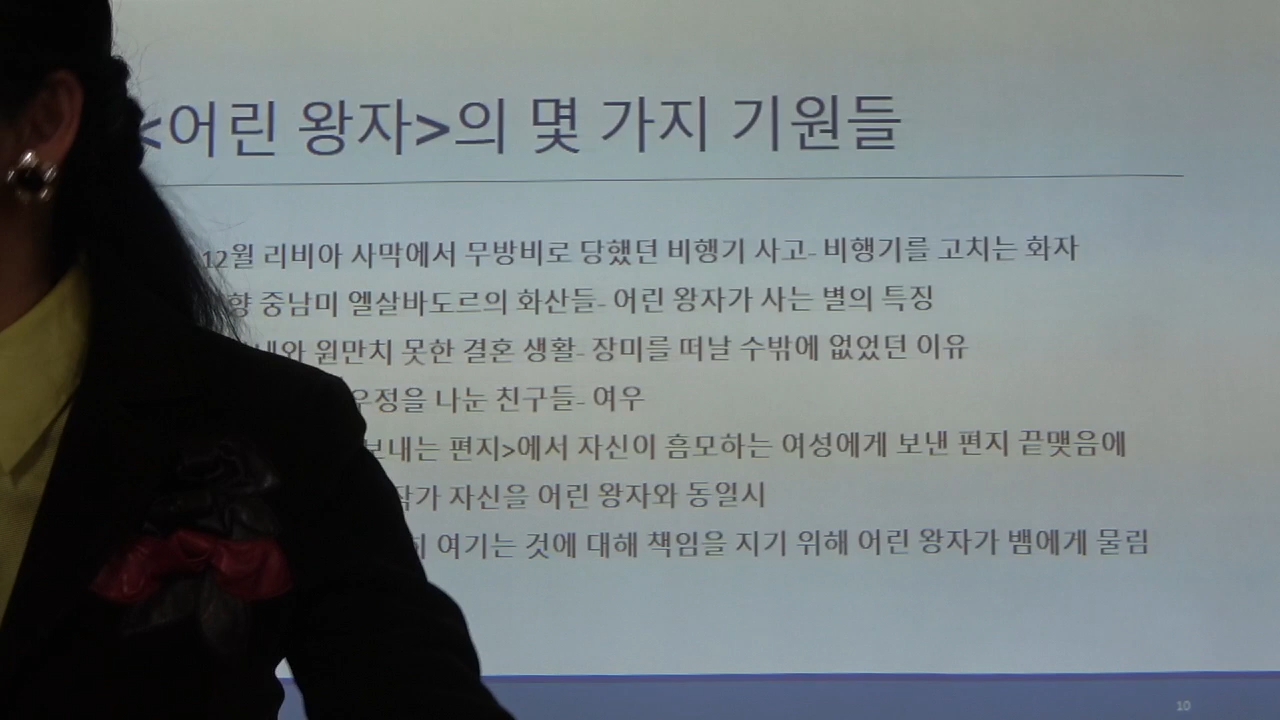 <어린 왕자>의 몇 가지 기원들
12월 리비아 사막에서 무방비로 당했던 비행기 사고- 비행기를 고치는 화자
중남미 엘살바도르의 화산들- 어린 왕자가 사는 별의 특징
원만치 못한 결혼 생활- 장미를 떠날 수밖에 없었던 이유
우정을 나눈 친구들- 여우
보내는 편지>에서 자신이 흠모하는 여성에게 보낸 편지 끝맺음에
작가 자신을 어린 왕자와 동일시
여기는 것에 대해 책임을 지기 위해 어린 왕자가 뱀에게 물림
10